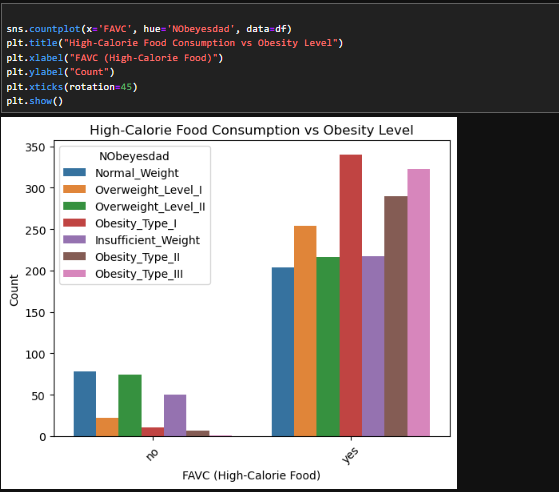 sns.countplot(x='FAVC', hue='NObeyesdad', data=df)
plt.title("High-Calorie Food Consumption vs Obesity Level")
plt.xlabel("FAVC (High-Calorie Food)")
plt.ylabel("Count")
plt.xticks(rotation=45)
plt.show()
High-Calorie Food Consumption vs Obesity Level
NObeyesdad
Normal_Weight
Overweight_Level_I
Overweight_Level_II
Obesity_Type_I
Insufficient_Weight
Obesity_Type_II
Obesity_Type_III
350
300
250
200
150
100
50
0
Count
no
yes
FAVC (High-Calorie Food)